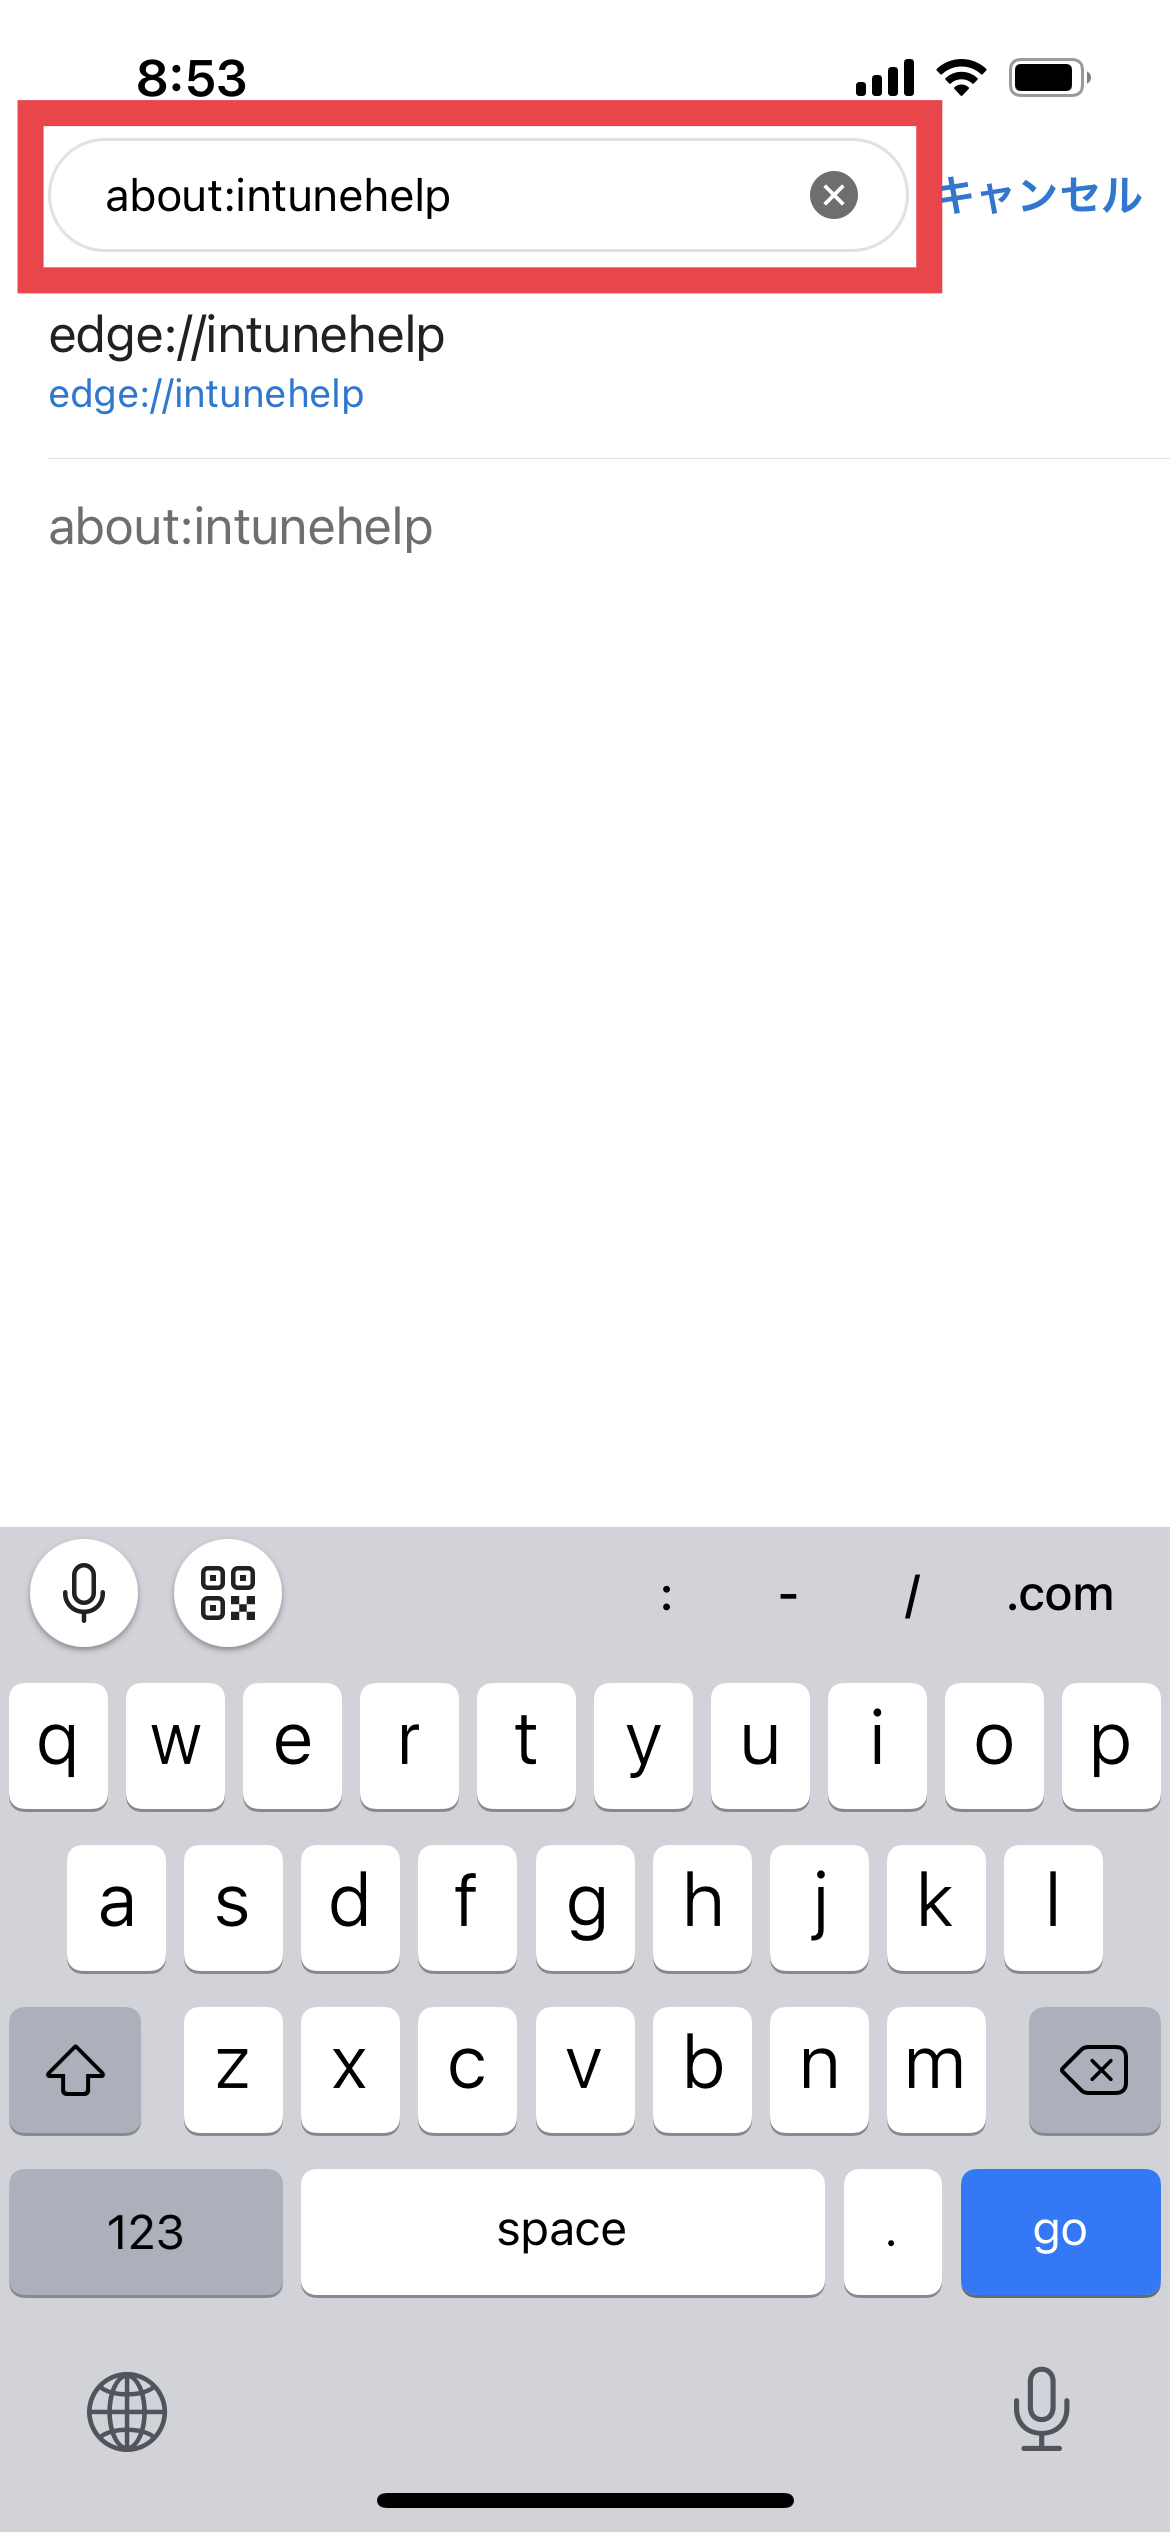 8:53
about:intunehelp
キャンセル
edge://intunehelp
edge://intunehelp
about:intunehelp
: - / .com
q w e r t y u i o p
a s d f g h j k l
z x c v b n m
123 space . go